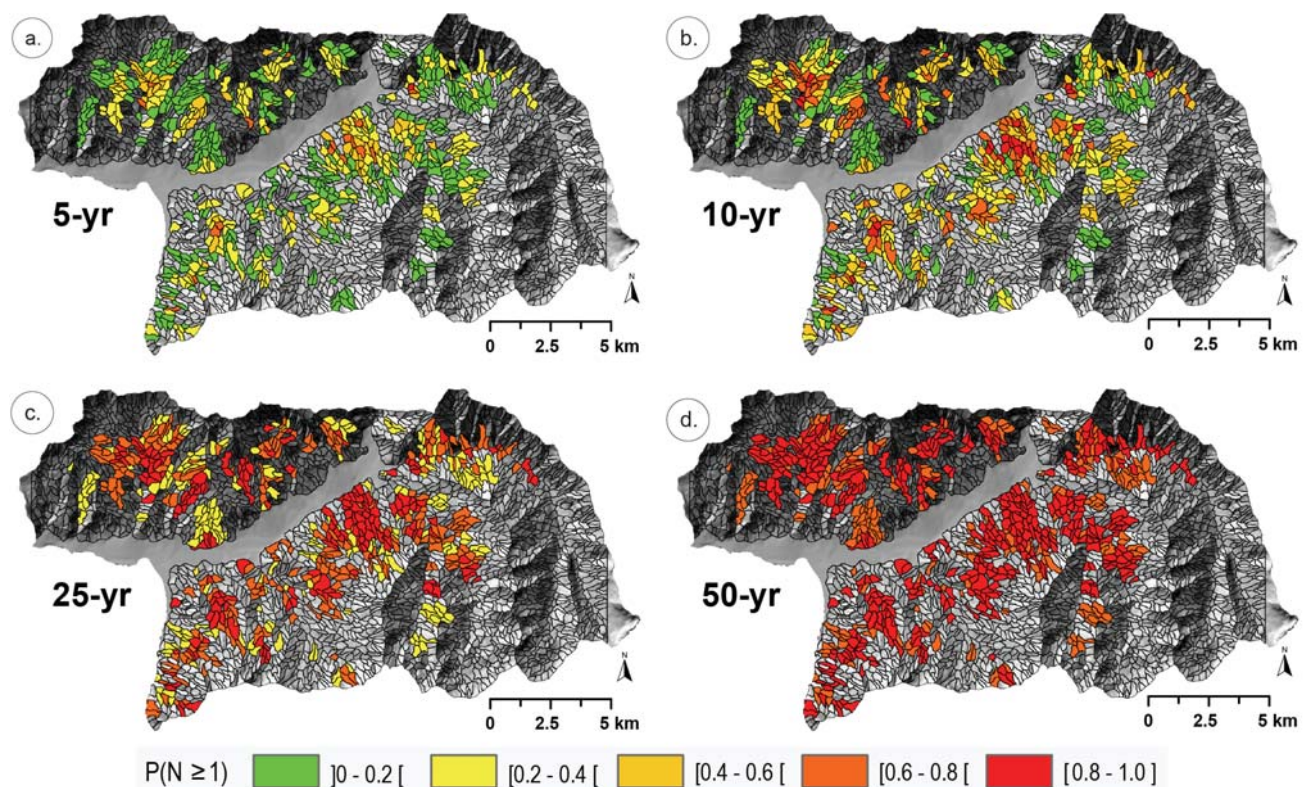 a.
b.
5-yr
10-yr
N
N
0 2.5 5 km
0 2.5 5 km
c.
d.
25-yr
50-yr
N
N
0 2.5 5 km
0 2.5 5 km
P(N ≥ 1) ]0 - 0.2 [ [0.2 - 0.4 [ [0.4 - 0.6 [ [0.6 - 0.8 [ [ 0.8 - 1.0 ]